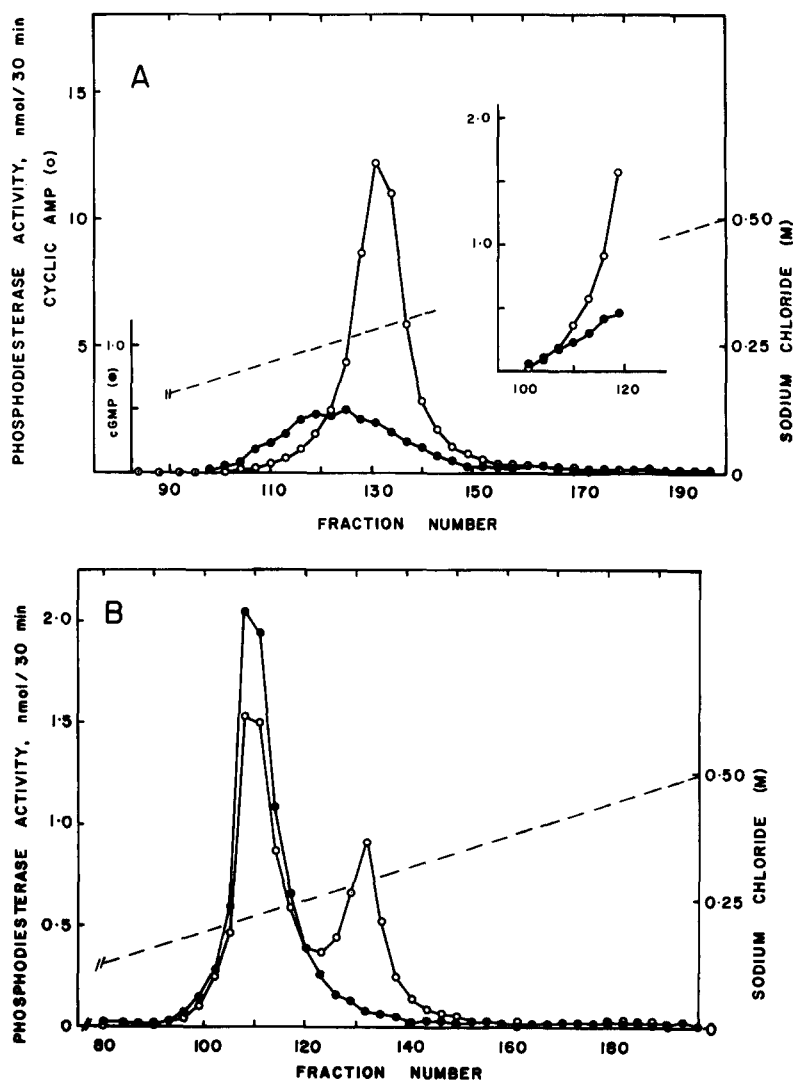 A
PHOSPHODIESTERASE ACTIVITY, nmol/30 min
CYCLIC AMP (o)
15
10
5
1·0
cGMP (●)
2·0
1·0
100 120
0.50
0.25
0
SODIUM CHLORIDE (M)
90 110 130 150 170 190
FRACTION NUMBER
B
PHOSPHODIESTERASE ACTIVITY, nmol/30 min
2·0
1·5
1·0
0·5
0
0·50
0·25
0
SODIUM CHLORIDE (M)
80 100 120 140 160 180
FRACTION NUMBER